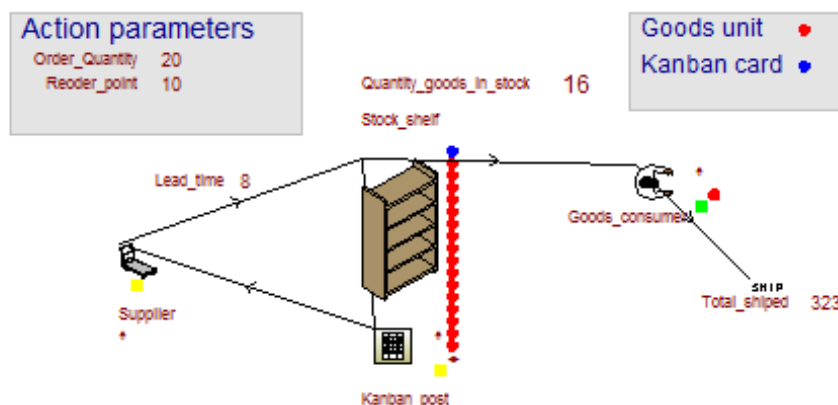 Action parameters
Order_Quantity 20
Reoder_point 10
Goods unit
Kanban card
Quantity_goods_in_stock 16
Stock_shelf
Lead_time 8
Goods_consumer
SHIP
Total_shiped 323
Supplier
Kanban_post